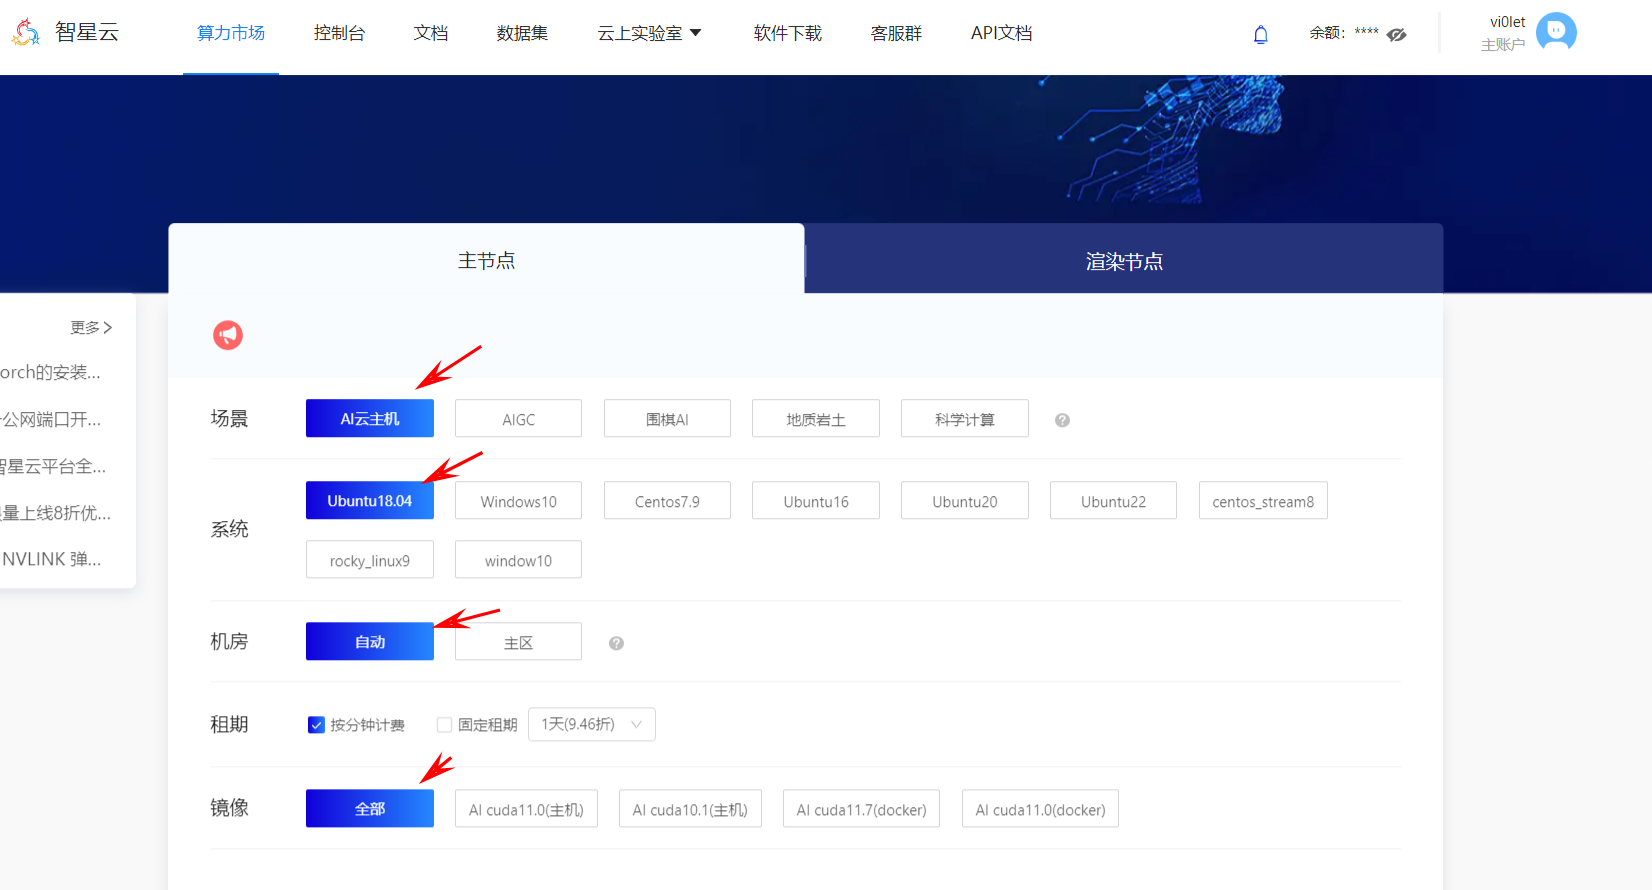 智星云
算力市场
控制台
文档
数据集
云上实验室
软件下载
客服群
API文档
余额：****
vi0let
主账户
主节点
渲染节点
更多
orch的安装...
公网端口开...
智星云平台全...
量上线8折优...
NVLINK 弹...
场景
AI云主机
AIGC
围棋AI
地质岩土
科学计算
?
系统
Ubuntu18.04
Windows10
Centos7.9
Ubuntu16
Ubuntu20
Ubuntu22
centos_stream8
rocky_linux9
window10
机房
自动
主区
?
租期
按分钟计费
固定租期
1天(9.46折)
镜像
全部
AI cuda11.0(主机)
AI cuda10.1(主机)
AI cuda11.7(docker)
AI cuda11.0(docker)